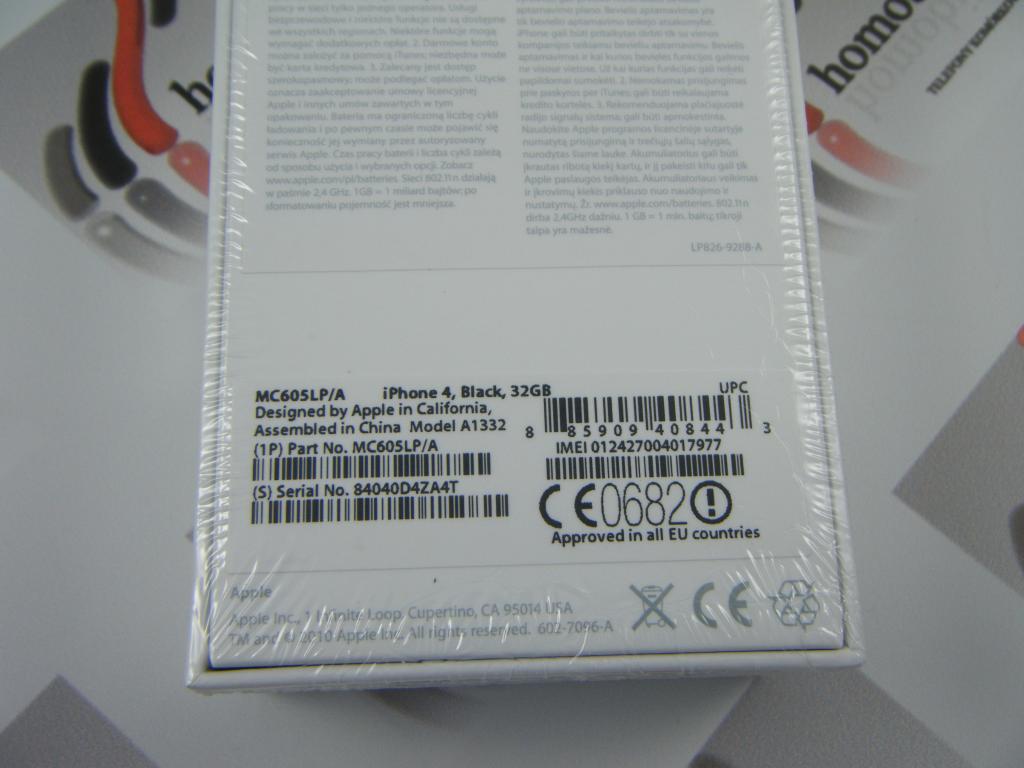 pracy w sieci tylko jednego operatora. Usługi
bezprzewodowe i niektóre funkcje nie są dostępne
we wszystkich regionach. Niektóre funkcje mogą
wymagać dodatkowych opłat. 2. Darmowe konto
można założyć za pomocą iTunes; niezbędna może
być karta kredytowa. 3. Zalecany jest dostęp
szerokopasmowy; może podlegać opłatom. Użycie
oznacza zaakceptowanie umowy licencyjnej
Apple i innych umów zawartych w tym
opakowaniu. Bateria ma ograniczoną liczbę cykli
ładowania i po pewnym czasie może pojawić się
konieczność jej wymiany przez autoryzowany
serwis Apple. Czas pracy baterii i liczba cykli zależą
od sposobu użycia i wybranych opcji. Zobacz
www.apple.com/pl/batteries. Sieci 802.11n działają
w paśmie 2,4 GHz. 1GB = 1 miliard bajtów; po
sformatowaniu pojemność jest mniejsza.
aptarnavimo plano. Bevielis aptarnavimas yra
tik bevielio aptarnavimo teikėjo atsakomybė.
iPhone gali būti pritaikytas dirbti tik su vienos
kompanijos teikiamu bevieliu aptarnavimu. Bevielis
aptarnavimas ir kai kurios bevielės funkcijos galimos
ne visose vietose. Už kai kurias funkcijas gali reikėti
papildomai sumokėti. 2. Nemokamas prisijungimas
prie paskyros per iTunes; gali būti reikalaujama
kredito kortelės. 3. Rekomenduojama plačiajuostė
radijo signalų sistema; gali būti apmokestinta.
Naudokite Apple programos licencinėje sutartyje
numatytą prisijungimą ir trečiųjų šalių sąlygas,
nurodytas šiame lauke. Akumuliatorius gali būti
įkrautas ribotą kiekį kartų, ir jį pakeisti kitu gali tik
Apple paslaugos teikėjas. Akumuliatoriaus veikimas
ir įkrovimų kiekis priklauso nuo naudojimo ir
nustatymų. Žr. www.apple.com/batteries. 802.11n
dirba 2,4GHz dažniu. 1 GB = 1 mln. baitų; tikroji
talpa yra mažesnė.
LP826-9288-A
MC605LP/A iPhone 4, Black, 32GB
Designed by Apple in California,
Assembled in China Model A1332
(1P) Part No. MC605LP/A
(S) Serial No. 84040D4ZA4T
UPC
8 85909 40844 3
IMEI 012427004017977
CE0682
Approved in all EU countries
Apple
Apple Inc., 1 Infinite Loop, Cupertino, CA 95014 USA
TM and © 2010 Apple Inc. All rights reserved. 602-7096-A
CE
TELEFONY KOMÓRKOWE